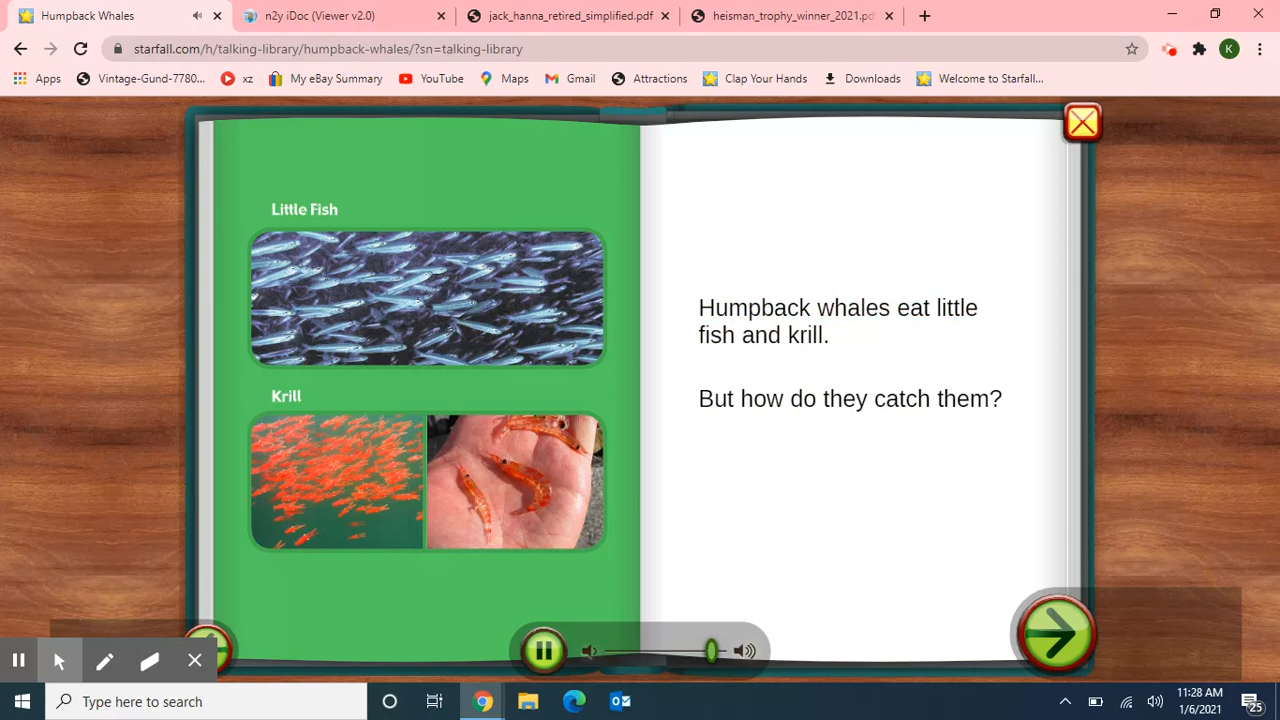 Humpback Whales
n2y iDoc (Viewer v2.0)
jack_hanna_retired_simplified.pdf
heisman_trophy_winner_2021.pd
starfall.com/h/talking-library/humpback-whales/?sn=talking-library
K
Apps
Vintage-Gund-7780...
xz
My eBay Summary
YouTube
Maps
Gmail
Attractions
Clap Your Hands
Downloads
Welcome to Starfall...
Little Fish
Krill
Humpback whales eat little
fish and krill.
But how do they catch them?
Type here to search
11:28 AM
1/6/2021
25